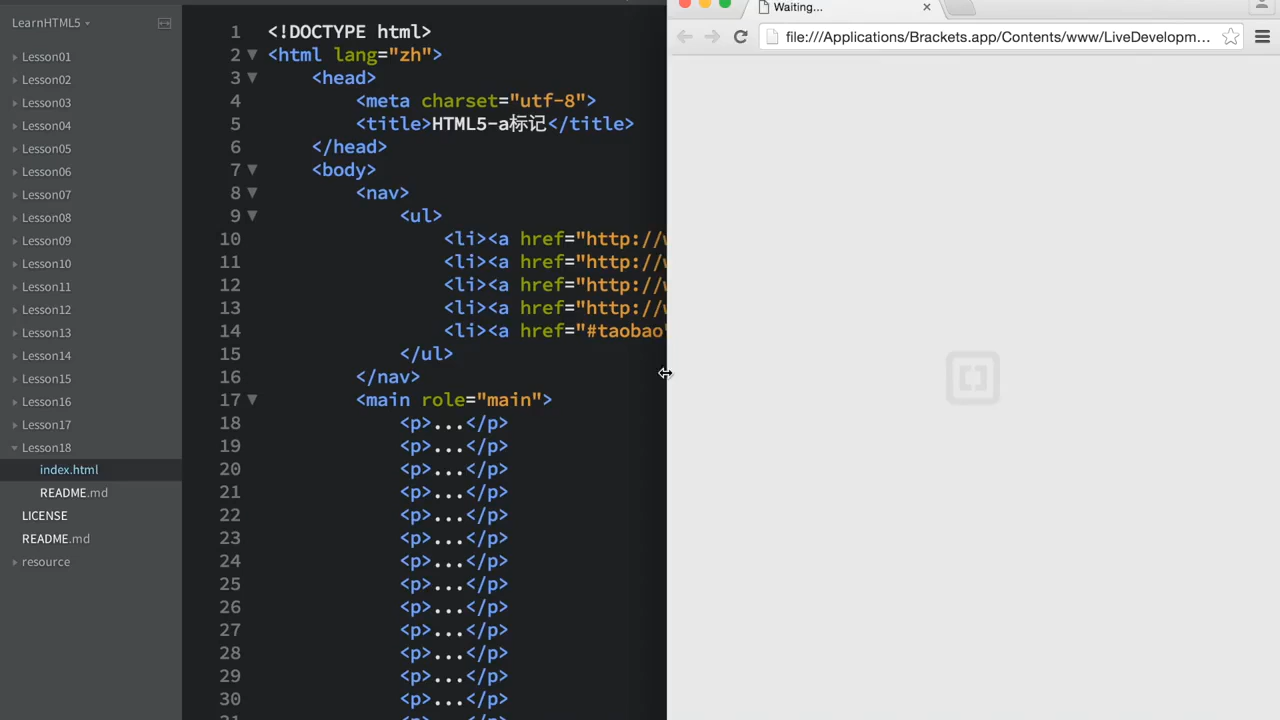 LearnHTML5
Lesson01
Lesson02
Lesson03
Lesson04
Lesson05
Lesson06
Lesson07
Lesson08
Lesson09
Lesson10
Lesson11
Lesson12
Lesson13
Lesson14
Lesson15
Lesson16
Lesson17
Lesson18
index.html
README.md
LICENSE
README.md
resource
1 <!DOCTYPE html>
2 <html lang="zh">
3 <head>
4 <meta charset="utf-8">
5 <title>HTML5-a标记</title>
6 </head>
7 <body>
8 <nav>
9 <ul>
10 <li><a href="http://
11 <li><a href="http://
12 <li><a href="http://
13 <li><a href="http://
14 <li><a href="#taobao
15 </ul>
16 </nav>
17 <main role="main">
18 <p>...</p>
19 <p>...</p>
20 <p>...</p>
21 <p>...</p>
22 <p>...</p>
23 <p>...</p>
24 <p>...</p>
25 <p>...</p>
26 <p>...</p>
27 <p>...</p>
28 <p>...</p>
29 <p>...</p>
30 <p>...</p>
Waiting...
file:///Applications/Brackets.app/Contents/www/LiveDevelopm...